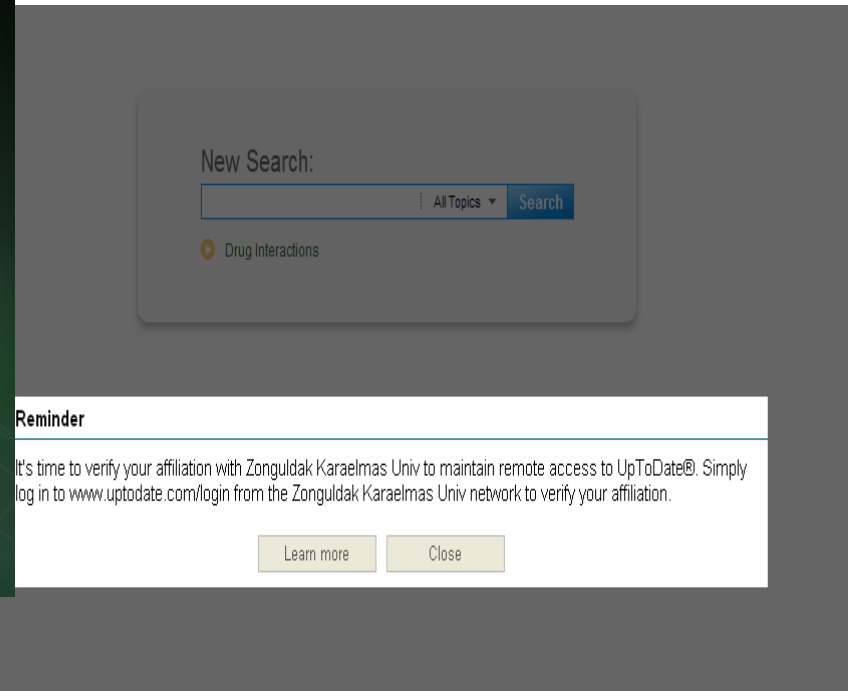 New Search:
All Topics Search
Drug Interactions
Reminder
It's time to verify your affiliation with Zonguldak Karaelmas Univ to maintain remote access to UpToDate®. Simply
log in to www.uptodate.com/login from the Zonguldak Karaelmas Univ network to verify your affiliation.
Learn more Close